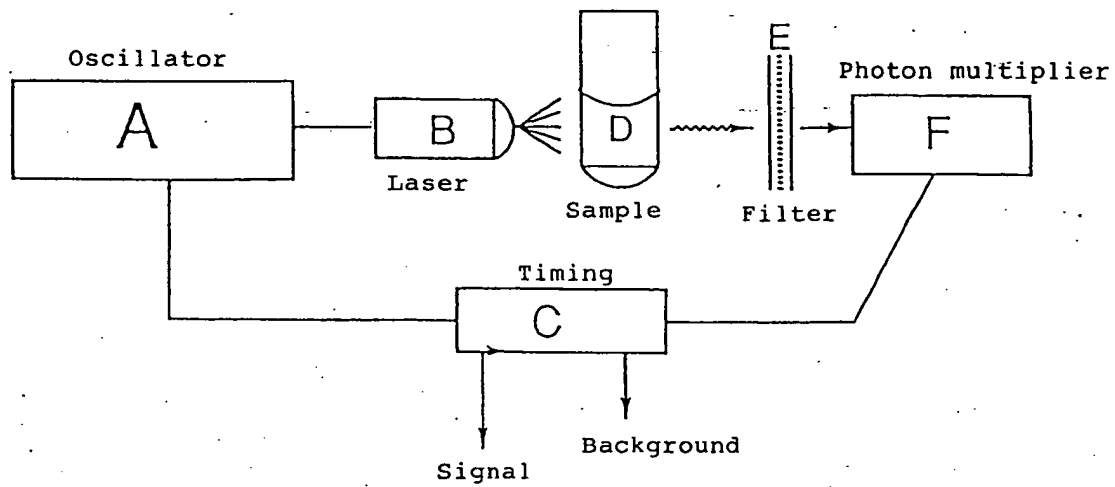 Oscillator
A
B
Laser
D
Sample
E
Filter
Photon multiplier
F
Timing
C
Signal
Background